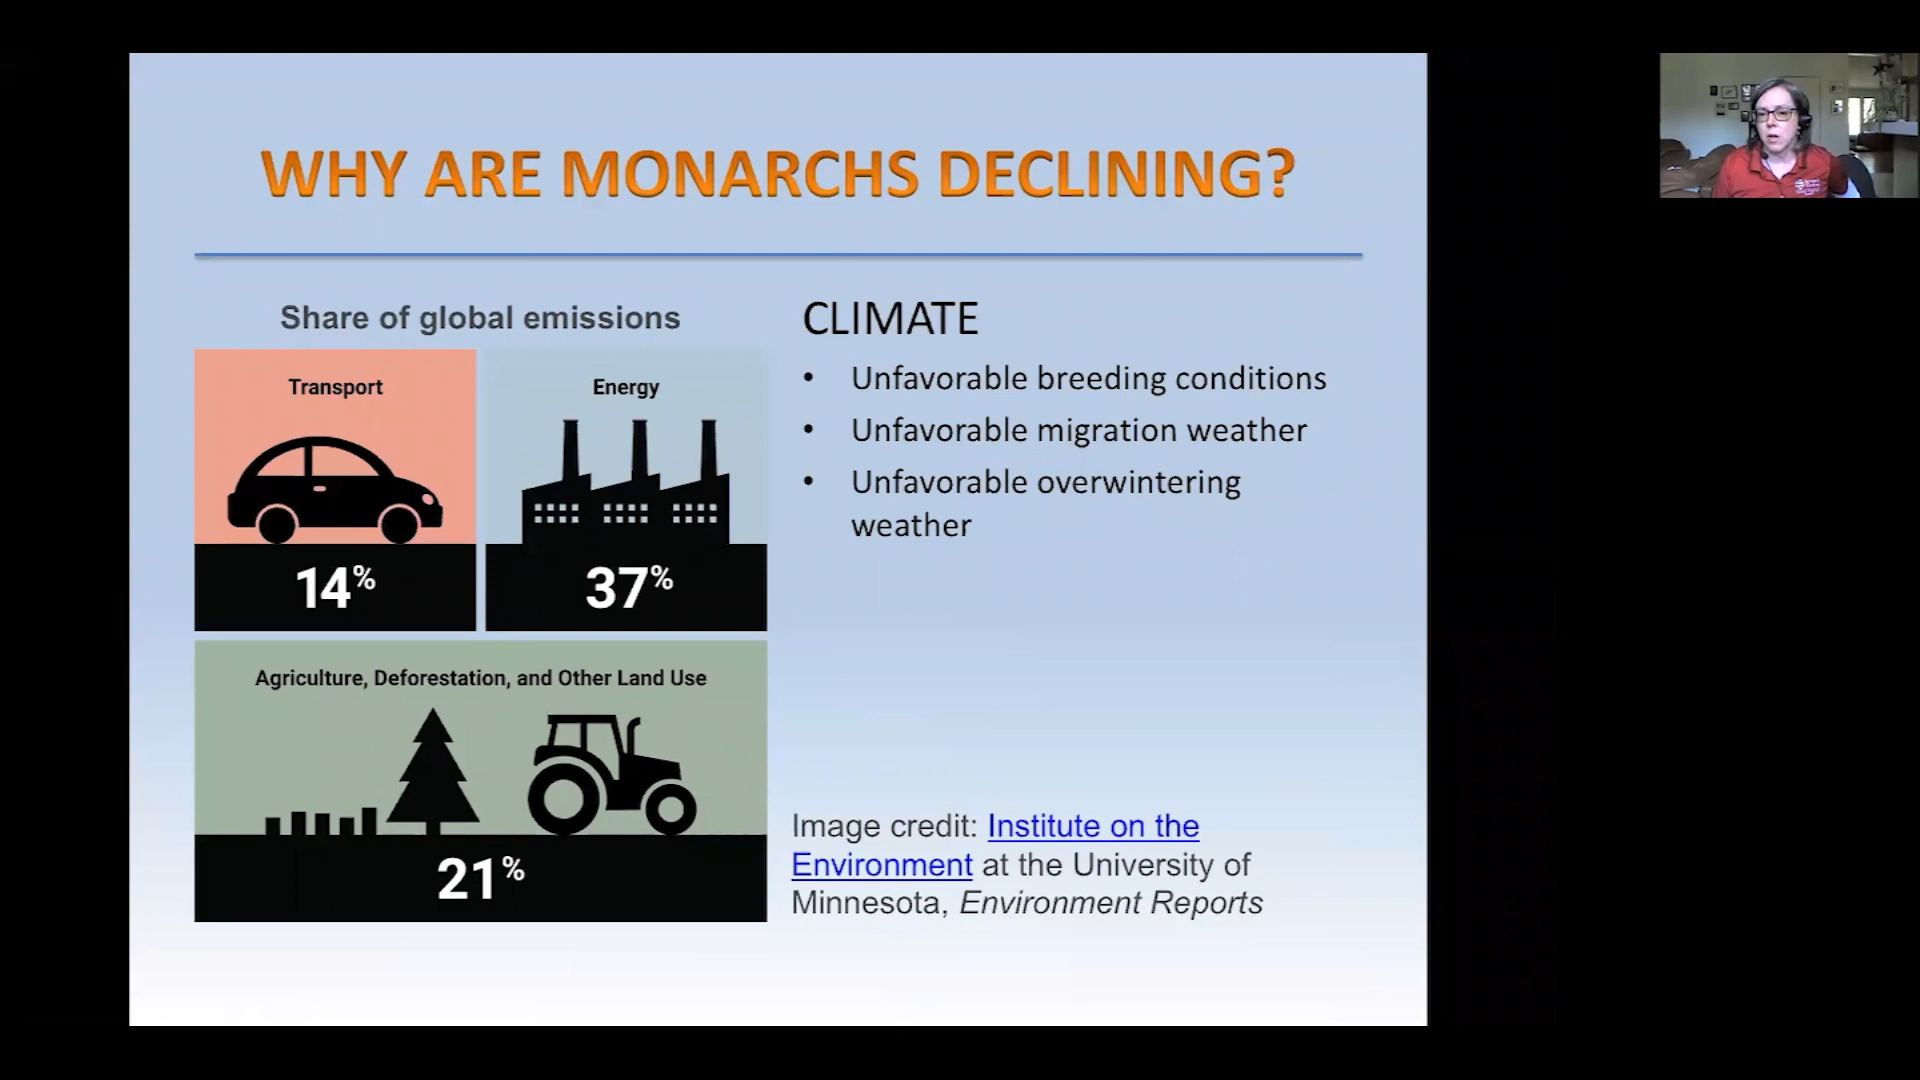 WHY ARE MONARCHS DECLINING?
Share of global emissions
Transport
14%
Energy
37%
Agriculture, Deforestation, and Other Land Use
21%
CLIMATE
• Unfavorable breeding conditions
• Unfavorable migration weather
• Unfavorable overwintering
weather
Image credit: Institute on the
Environment at the University of
Minnesota, Environment Reports